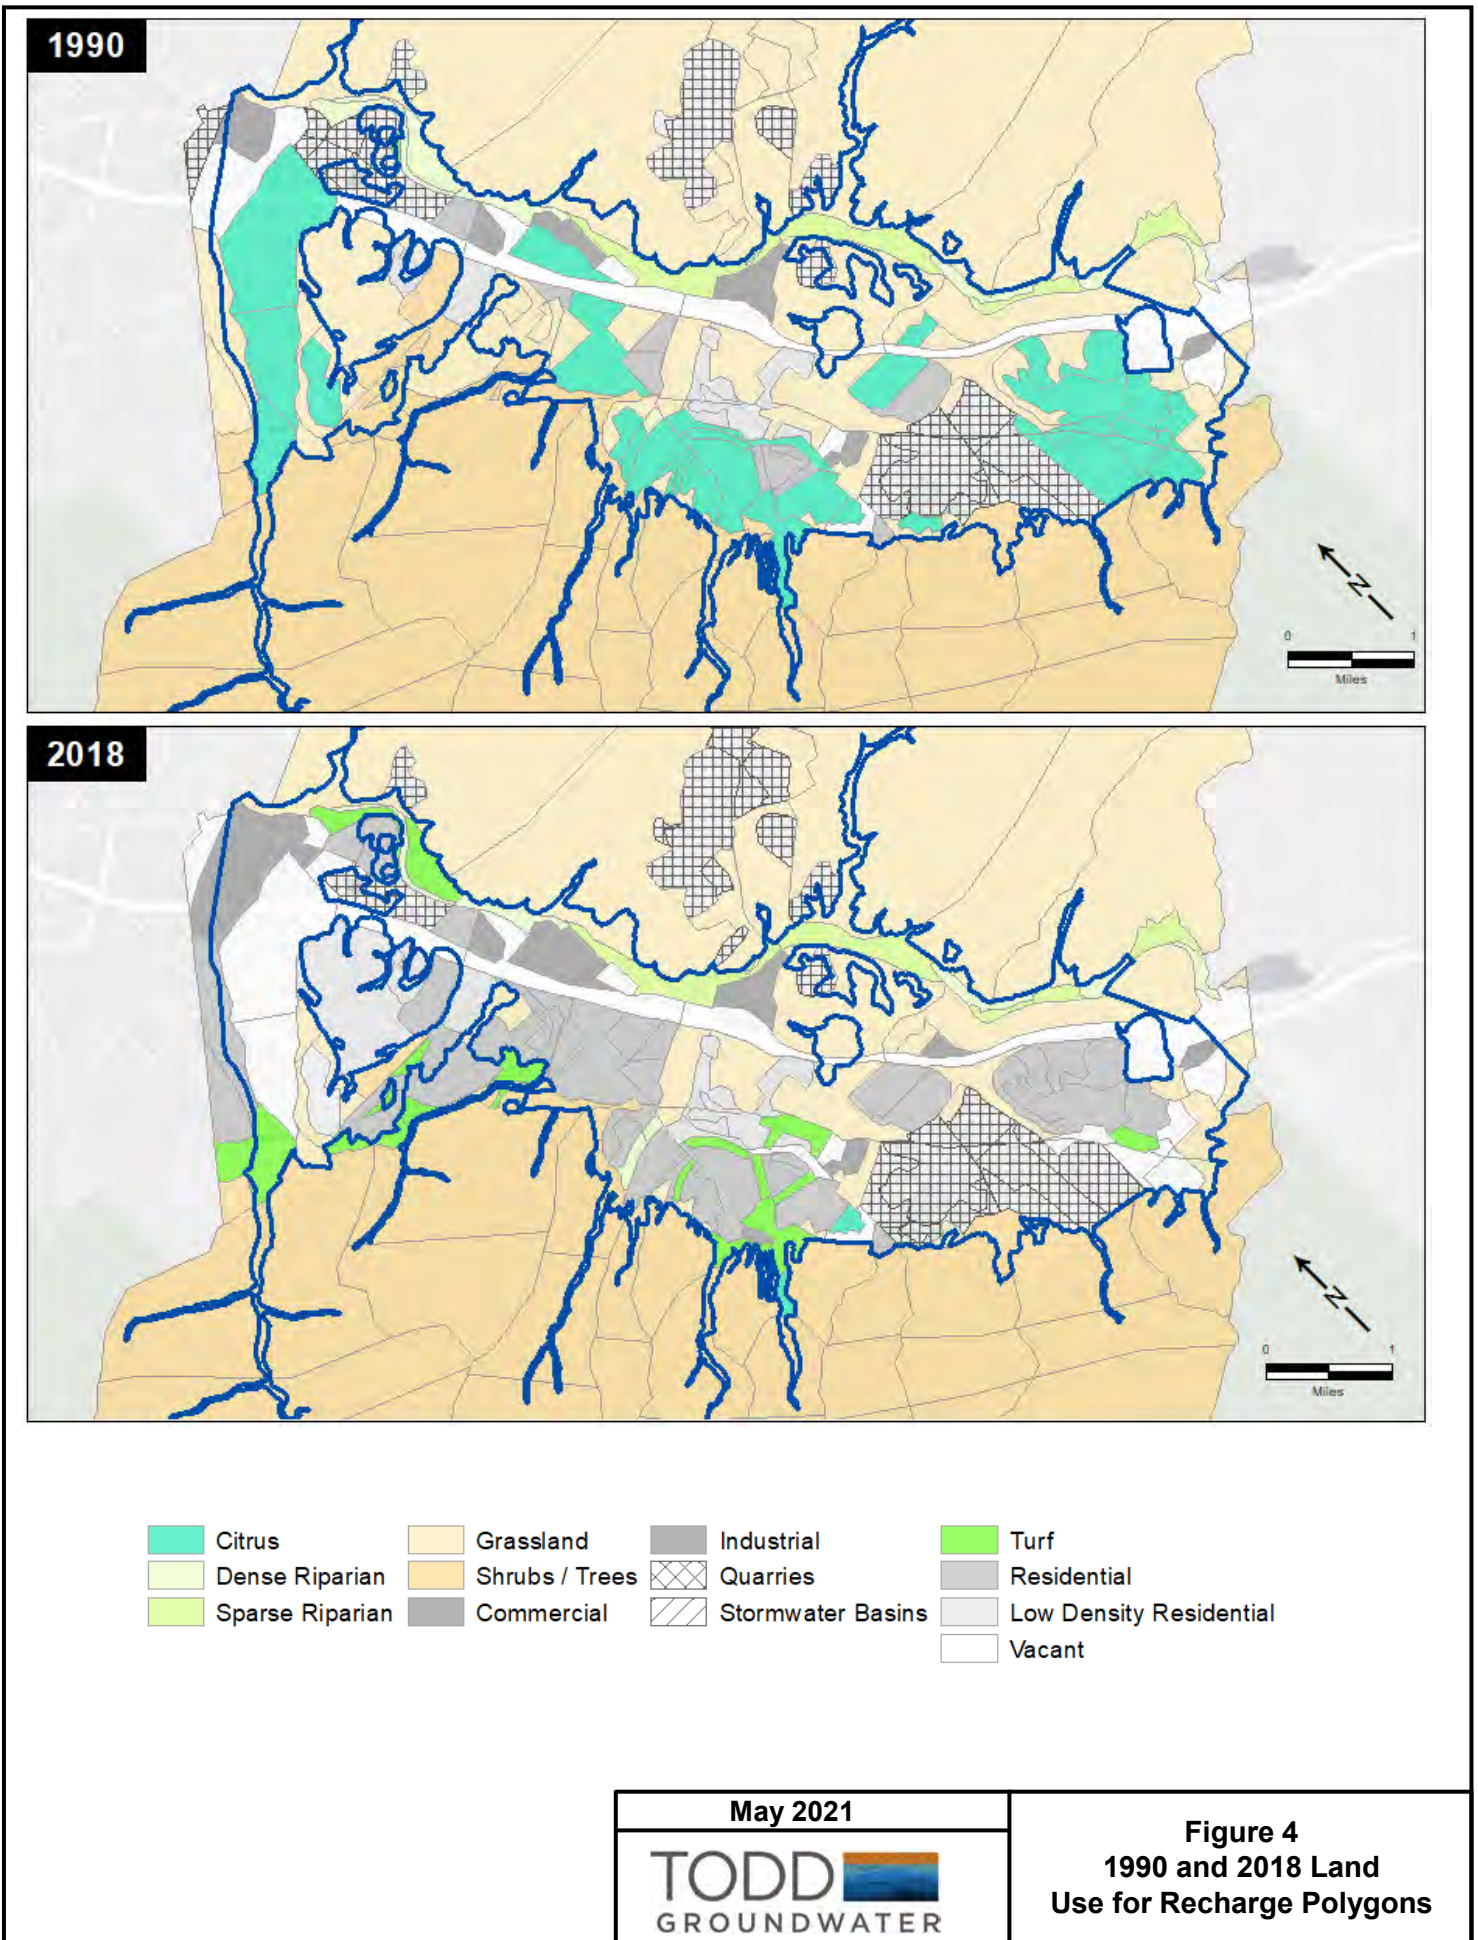 1990
N
0 1
Miles
2018
N
0 1
Miles
Citrus
Dense Riparian
Sparse Riparian
Grassland
Shrubs / Trees
Commercial
Industrial
Quarries
Stormwater Basins
Turf
Residential
Low Density Residential
Vacant
May 2021
TODD
GROUNDWATER
Figure 4
1990 and 2018 Land
Use for Recharge Polygons